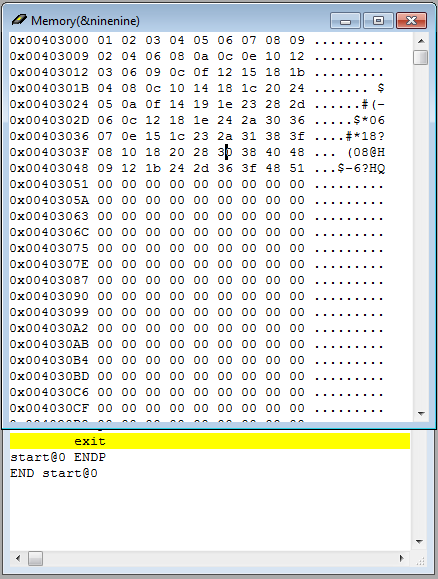 Memory(&ninenine)
0x00403000 01 02 03 04 05 06 07 08 09 .........
0x00403009 02 04 06 08 0a 0c 0e 10 12 .........
0x00403012 03 06 09 0c 0f 12 15 18 1b .........
0x0040301B 04 08 0c 10 14 18 1c 20 24 ....... $
0x00403024 05 0a 0f 14 19 1e 23 28 2d ......#(-
0x0040302D 06 0c 12 18 1e 24 2a 30 36 .....$*06
0x00403036 07 0e 15 1c 23 2a 31 38 3f ....#*18?
0x0040303F 08 10 18 20 28 30 38 40 48 ... (08@H
0x00403048 09 12 1b 24 2d 36 3f 48 51 ...$-6?HQ
0x00403051 00 00 00 00 00 00 00 00 00 .........
0x0040305A 00 00 00 00 00 00 00 00 00 .........
0x00403063 00 00 00 00 00 00 00 00 00 .........
0x0040306C 00 00 00 00 00 00 00 00 00 .........
0x00403075 00 00 00 00 00 00 00 00 00 .........
0x0040307E 00 00 00 00 00 00 00 00 00 .........
0x00403087 00 00 00 00 00 00 00 00 00 .........
0x00403090 00 00 00 00 00 00 00 00 00 .........
0x00403099 00 00 00 00 00 00 00 00 00 .........
0x004030A2 00 00 00 00 00 00 00 00 00 .........
0x004030AB 00 00 00 00 00 00 00 00 00 .........
0x004030B4 00 00 00 00 00 00 00 00 00 .........
0x004030BD 00 00 00 00 00 00 00 00 00 .........
0x004030C6 00 00 00 00 00 00 00 00 00 .........
0x004030CF 00 00 00 00 00 00 00 00 00 .........
exit
start@0 ENDP
END start@0